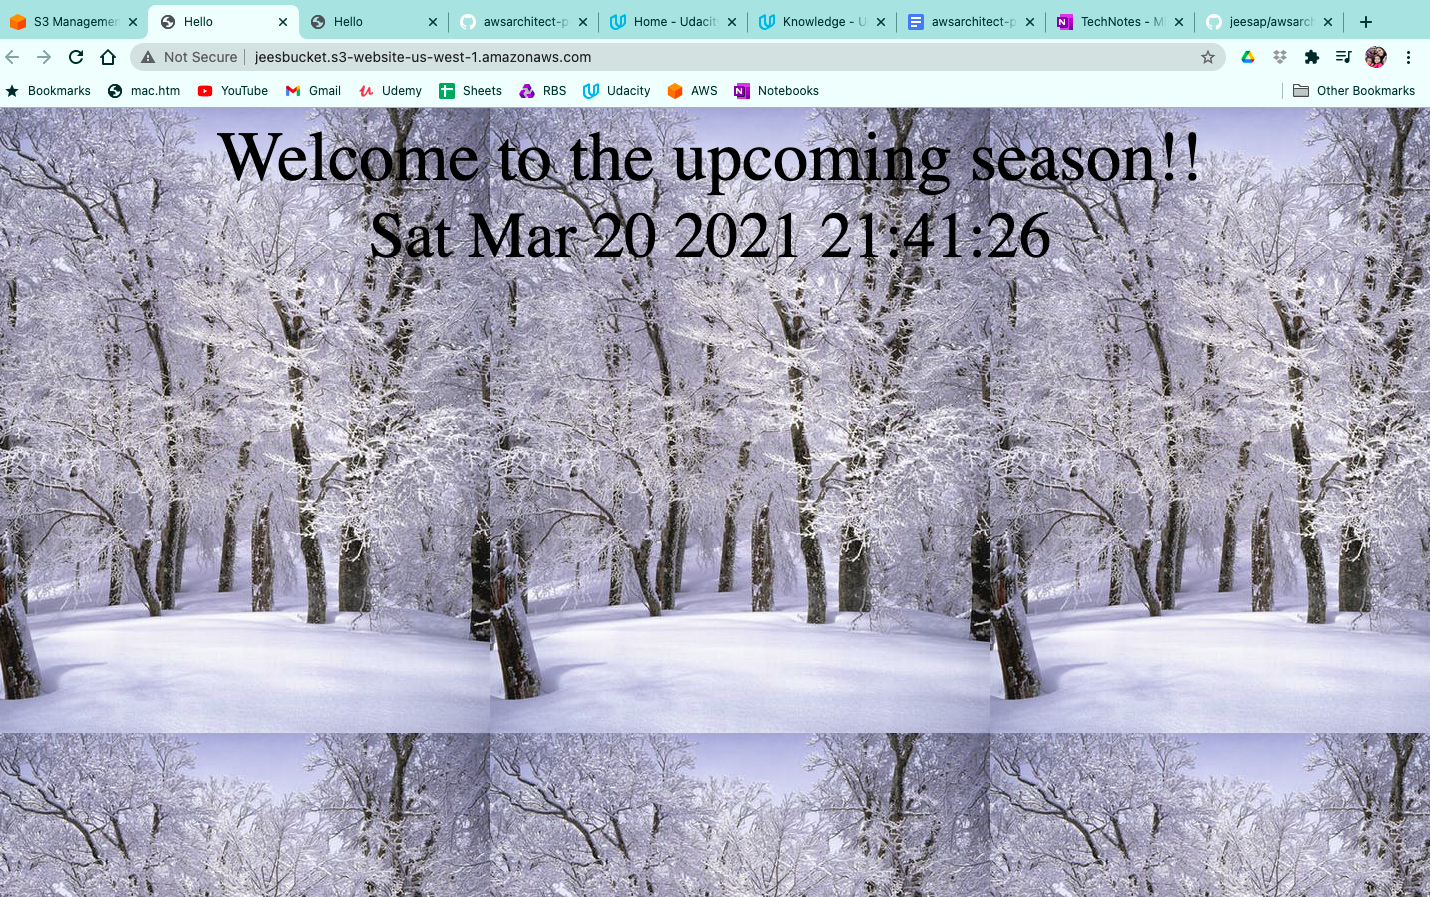 S3 Managemen
Hello
Hello
awsarchitect-p
Home - Udacit
Knowledge - U
awsarchitect-p
TechNotes - Mi
jeesap/awsarch
Not Secure
jeesbucket.s3-website-us-west-1.amazonaws.com
Bookmarks
mac.htm
YouTube
Gmail
Udemy
Sheets
RBS
Udacity
AWS
Notebooks
Other Bookmarks
Welcome to the upcoming season!!
Sat Mar 20 2021 21:41:26